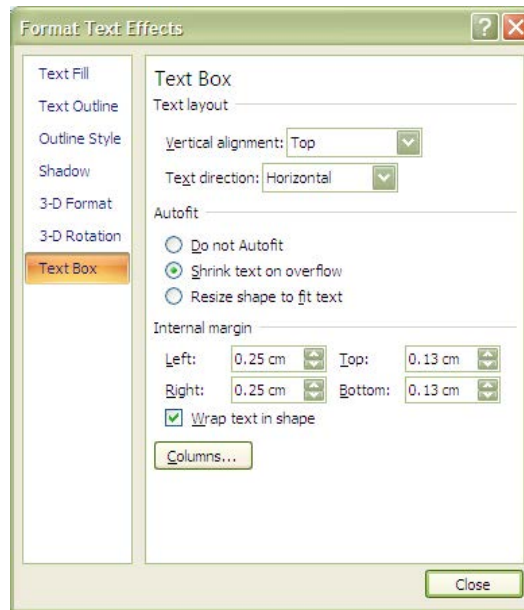 Format Text Effects
Text Fill
Text Outline
Outline Style
Shadow
3-D Format
3-D Rotation
Text Box
Text Box
Text layout
Vertical alignment: Top
Text direction: Horizontal
Autofit
Do not Autofit
Shrink text on overflow
Resize shape to fit text
Internal margin
Left: 0.25 cm Top: 0.13 cm
Right: 0.25 cm Bottom: 0.13 cm
Wrap text in shape
Columns...
Close